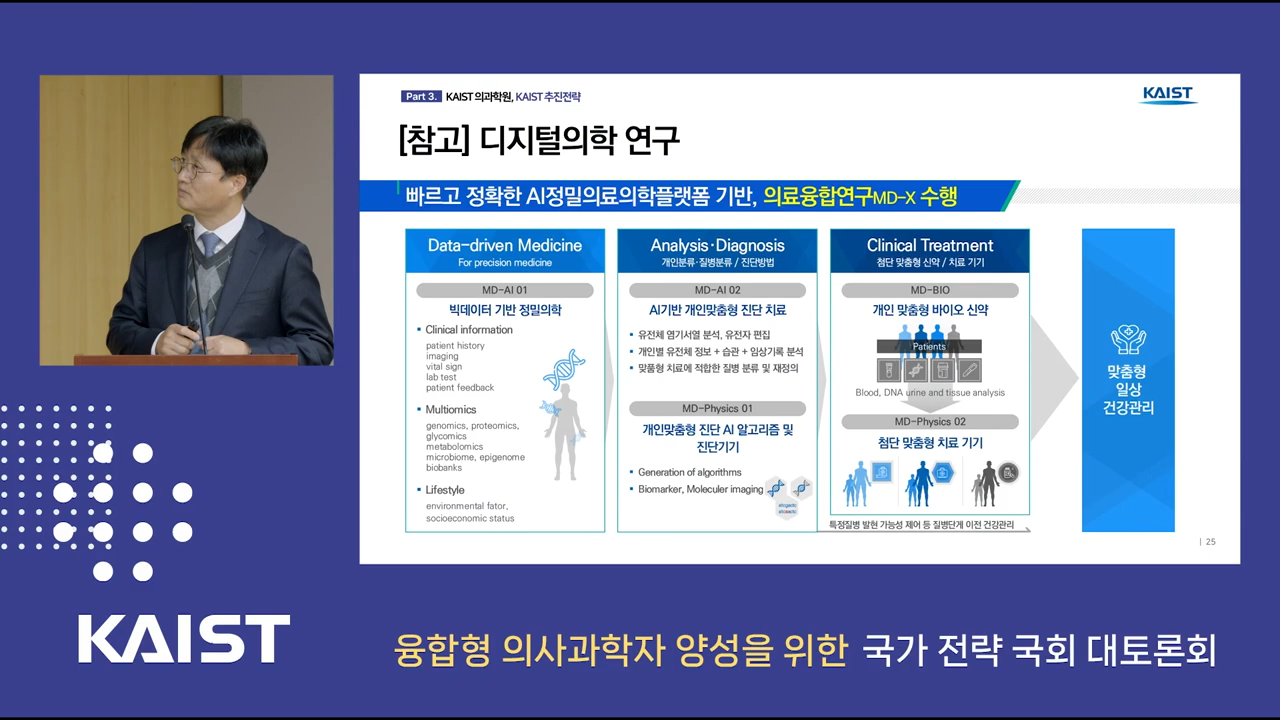 Part 3. KAIST 의과학원, KAIST 추진전략
KAIST
[참고] 디지털의학 연구
빠르고 정확한 AI정밀의료의학플랫폼 기반, 의료융합연구MD-X 수행
Data-driven Medicine
For precision medicine
MD-AI 01
빅데이터 기반 정밀의학
▪ Clinical information
patient history
imaging
vital sign
lab test
patient feedback
▪ Multiomics
genomics, proteomics,
glycomics
metabolomics
microbiome, epigenome
biobanks
▪ Lifestyle
environmental fator,
socioeconomic status
Analysis·Diagnosis
개인분류·질병분류 / 진단방법
MD-AI 02
AI기반 개인맞춤형 진단 치료
▪ 유전체 염기서열 분석, 유전자 편집
▪ 개인별 유전체 정보 + 습관 + 임상기록 분석
▪ 맞품형 치료에 적합한 질병 분류 및 재정의
MD-Physics 01
개인맞춤형 진단 AI 알고리즘 및
진단기기
▪ Generation of algorithms
▪ Biomarker, Moleculer imaging
Clinical Treatment
첨단 맞춤형 신약 / 치료 기기
MD-BIO
개인 맞춤형 바이오 신약
Patients
Blood, DNA urine and tissue analysis
MD-Physics 02
첨단 맞춤형 치료 기기
특정질병 발현 가능성 제어 등 질병단계 이전 건강관리
맞춤형
일상
건강관리
| 25
KAIST
융합형 의사과학자 양성을 위한 국가 전략 국회 대토론회